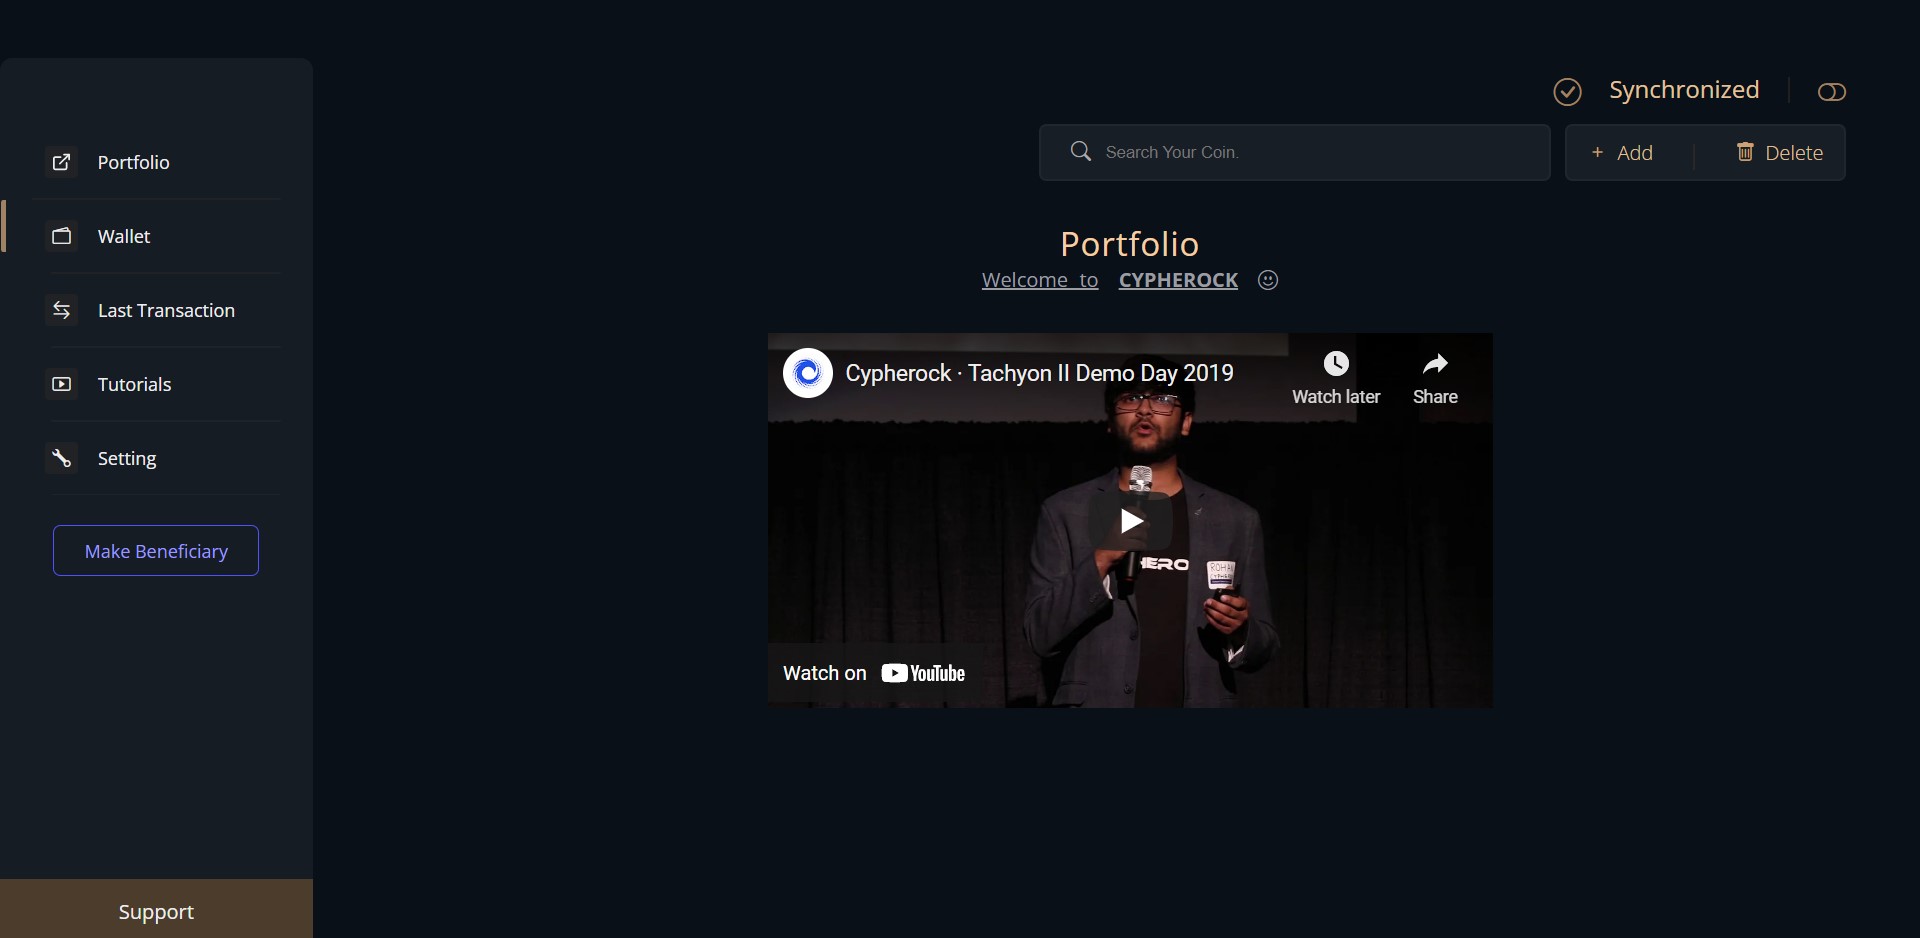 Synchronized
Search Your Coin.
+ Add
Delete
Portfolio
Wallet
Last Transaction
Tutorials
Setting
Make Beneficiary
Support
Portfolio
Welcome to CYPHEROCK
Cypherock · Tachyon II Demo Day 2019
Watch later
Share
HERO
ROHA
Watch on YouTube